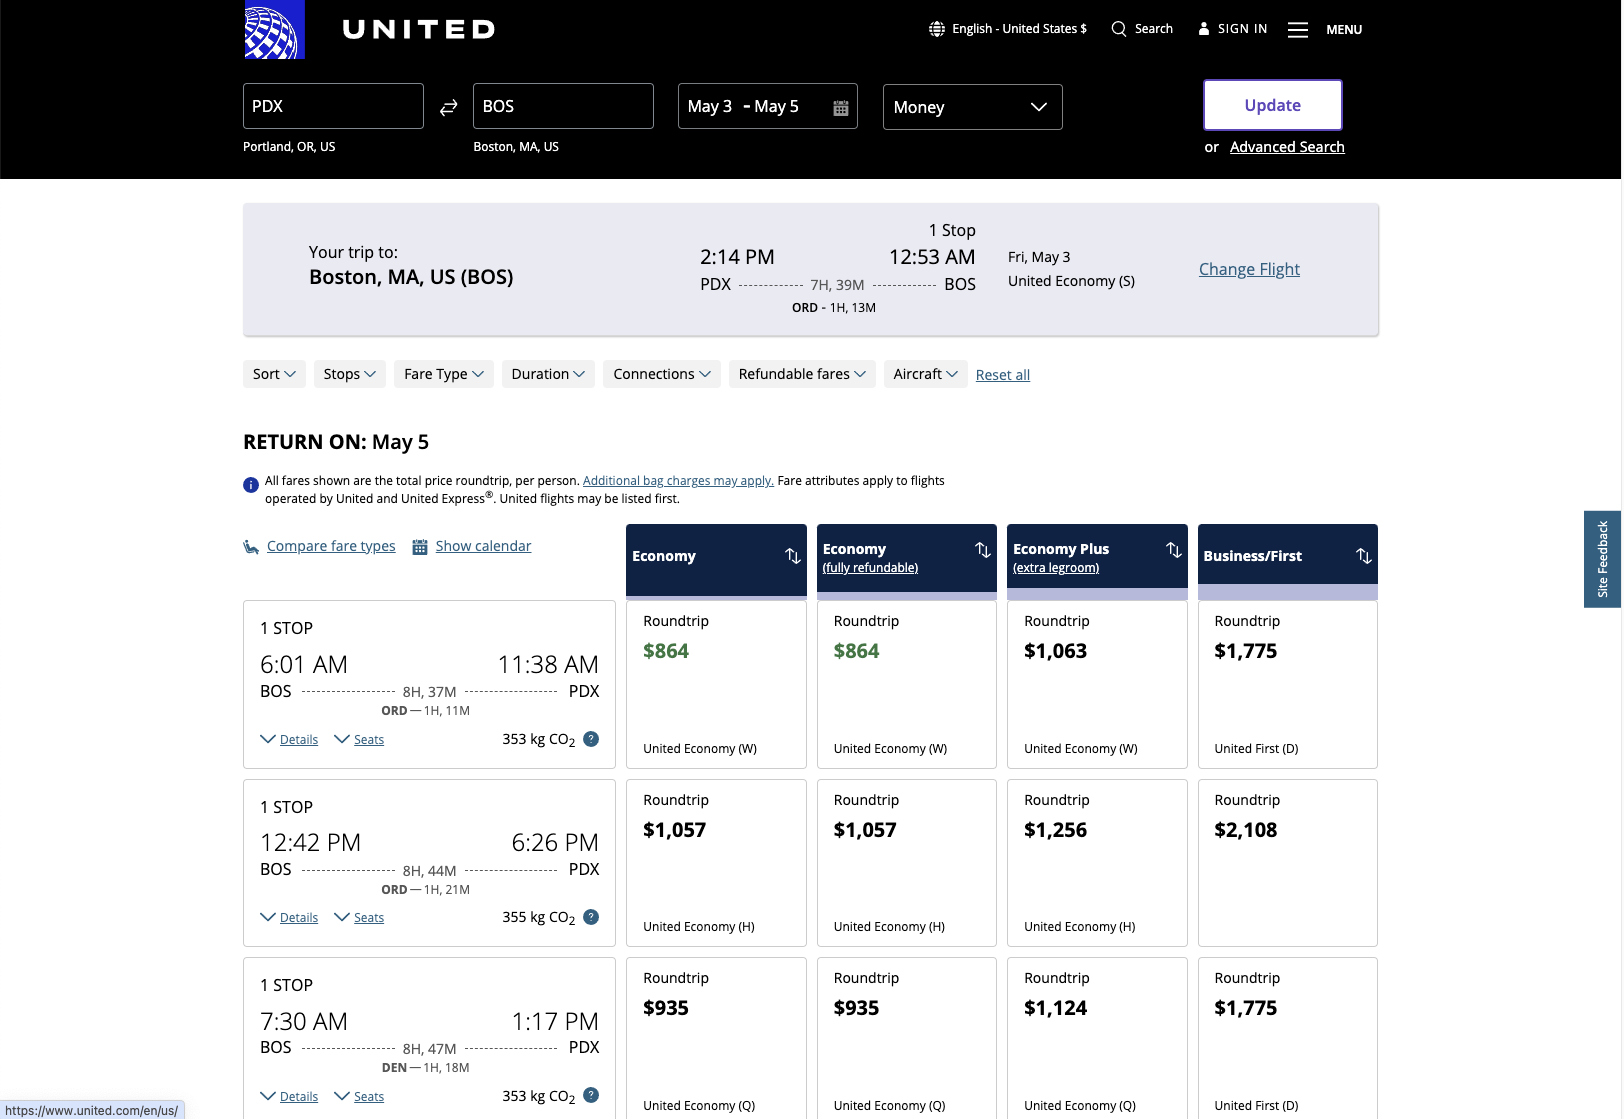 UNITED
English - United States $
Search
SIGN IN
MENU
PDX
BOS
May 3 - May 5
Money
Update
Portland, OR, US
Boston, MA, US
or Advanced Search
Your trip to:
Boston, MA, US (BOS)
1 Stop
2:14 PM
12:53 AM
PDX
7H, 39M
BOS
ORD - 1H, 13M
Fri, May 3
United Economy (S)
Change Flight
Sort
Stops
Fare Type
Duration
Connections
Refundable fares
Aircraft
Reset all
RETURN ON: May 5
All fares shown are the total price roundtrip, per person. Additional bag charges may apply. Fare attributes apply to flights
operated by United and United Express®. United flights may be listed first.
Compare fare types
Show calendar
Economy
Economy
(fully refundable)
Economy Plus
(extra legroom)
Business/First
1 STOP
6:01 AM
11:38 AM
BOS
8H, 37M
PDX
ORD — 1H, 11M
Details
Seats
353 kg CO2
?
Roundtrip
$864
United Economy (W)
Roundtrip
$864
United Economy (W)
Roundtrip
$1,063
United Economy (W)
Roundtrip
$1,775
United First (D)
1 STOP
12:42 PM
6:26 PM
BOS
8H, 44M
PDX
ORD — 1H, 21M
Details
Seats
355 kg CO2
?
Roundtrip
$1,057
United Economy (H)
Roundtrip
$1,057
United Economy (H)
Roundtrip
$1,256
United Economy (H)
Roundtrip
$2,108
1 STOP
7:30 AM
1:17 PM
BOS
8H, 47M
PDX
DEN — 1H, 18M
Details
Seats
353 kg CO2
?
Roundtrip
$935
United Economy (Q)
Roundtrip
$935
United Economy (Q)
Roundtrip
$1,124
United Economy (Q)
Roundtrip
$1,775
United First (D)
Site Feedback
https://www.united.com/en/us/